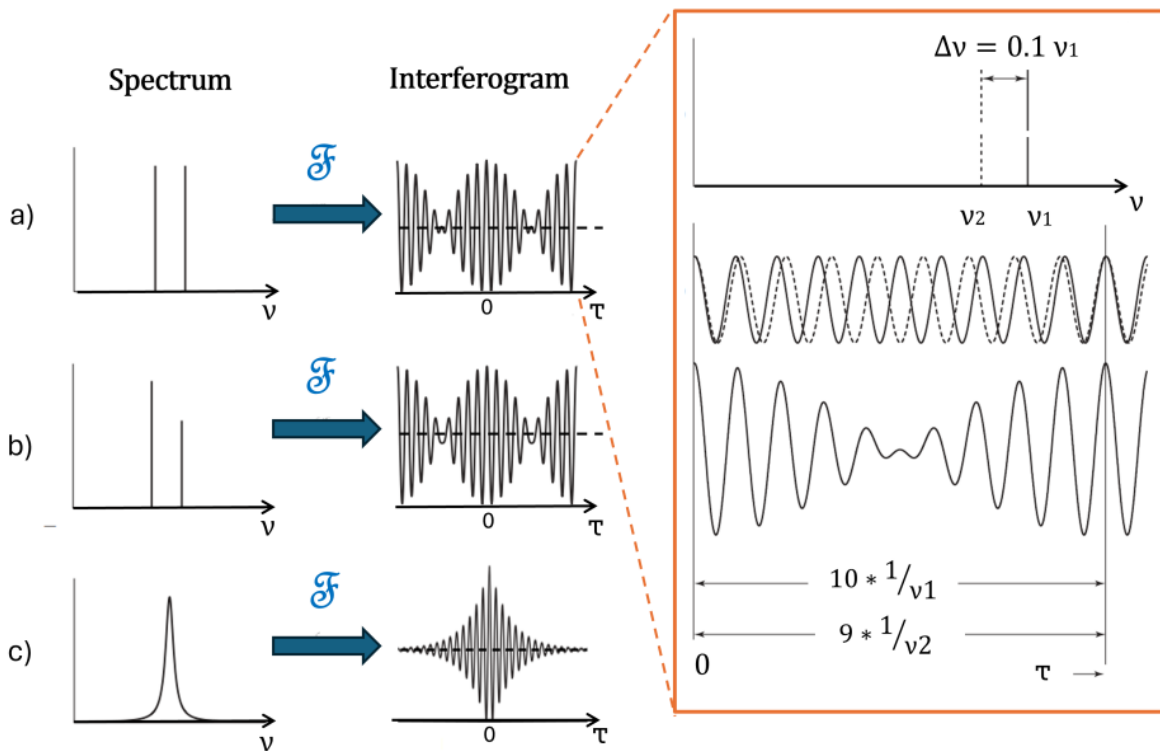 Spectrum
Interferogram
a)
ℱ
ν
0
τ
b)
ℱ
ν
0
τ
c)
ℱ
ν
0
τ
Δν = 0.1 ν1
ν2
ν1
ν
10 * 1/ν1
9 * 1/ν2
0
τ